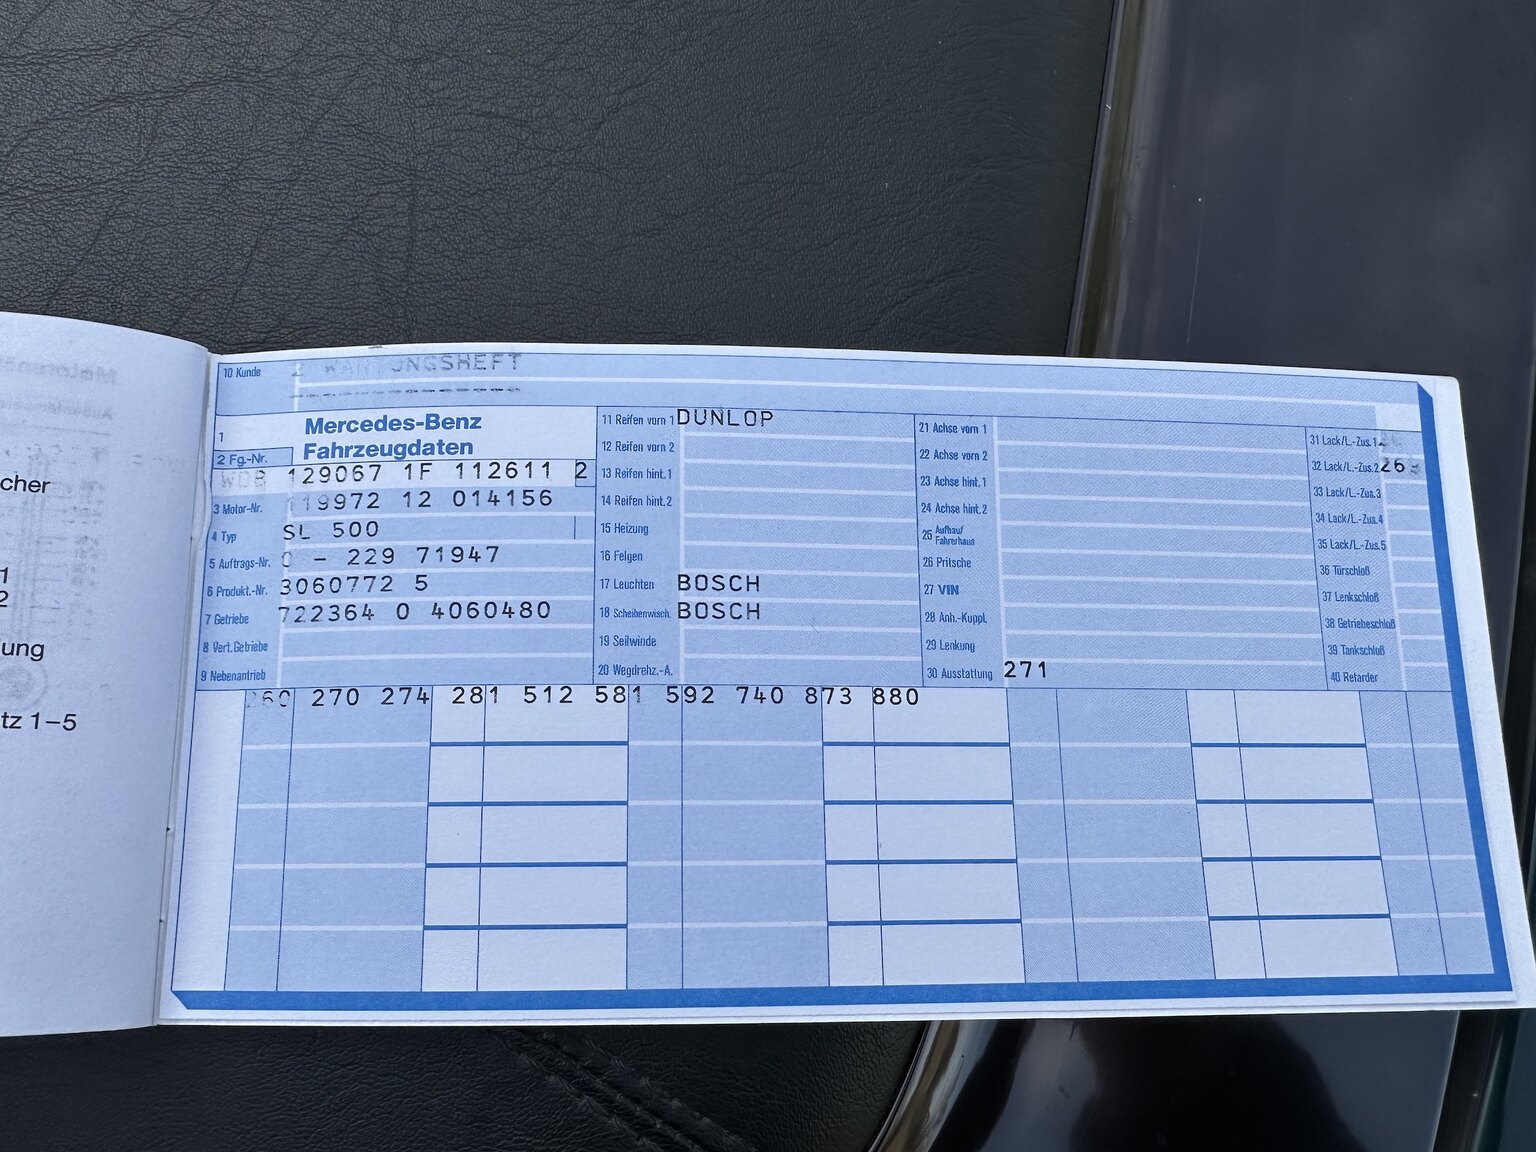 cher
1
2
ung
tz 1–5
10 Kunde 2 WARTUNGSHEFT
1 Mercedes-Benz
Fahrzeugdaten
2 Fg.-Nr. WDB 129067 1F 112611 2
3 Motor-Nr. 119972 12 014156
4 Typ SL 500
5 Auftrags-Nr. 0 – 229 71947
6 Produkt.-Nr. 3060772 5
7 Getriebe 722364 0 4060480
8 Vert.Getriebe
9 Nebenantrieb
11 Reifen vorn 1 DUNLOP
12 Reifen vorn 2
13 Reifen hint.1
14 Reifen hint.2
15 Heizung
16 Felgen
17 Leuchten BOSCH
18 Scheibenwisch. BOSCH
19 Seilwinde
20 Wegdrehz.-A.
21 Achse vorn 1
22 Achse vorn 2
23 Achse hint.1
24 Achse hint.2
25 Aufbau/
Fahrerhaus
26 Pritsche
27 VIN
28 Anh.-Kuppl.
29 Lenkung
30 Ausstattung 271
31 Lack/L.-Zus.1
32 Lack/L.-Zus.2
33 Lack/L.-Zus.3
34 Lack/L.-Zus.4
35 Lack/L.-Zus.5
36 Türschloß
37 Lenkschloß
38 Getriebeschloß
39 Tankschloß
40 Retarder
260 270 274 281 512 581 592 740 873 880